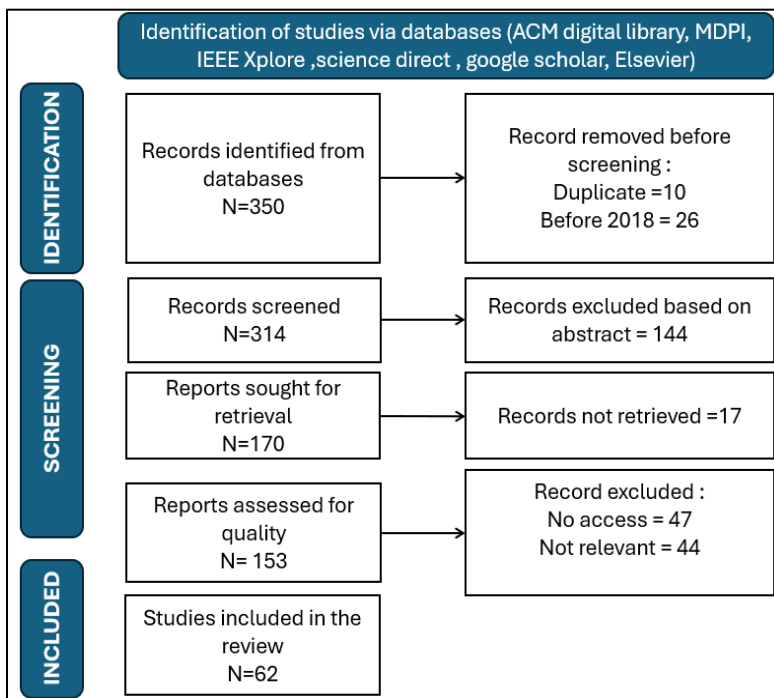 Identification of studies via databases (ACM digital library, MDPI,
IEEE Xplore ,science direct , google scholar, Elsevier)
IDENTIFICATION
Records identified from
databases
N=350
Record removed before
screening :
Duplicate =10
Before 2018 = 26
SCREENING
Records screened
N=314
Records excluded based on
abstract = 144
Reports sought for
retrieval
N=170
Records not retrieved =17
Reports assessed for
quality
N= 153
Record excluded :
No access = 47
Not relevant = 44
INCLUDED
Studies included in the
review
N=62